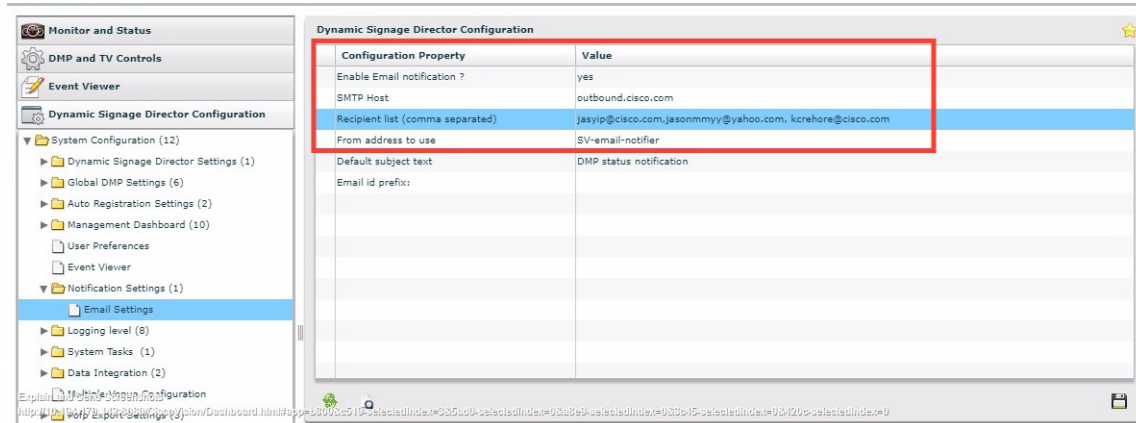 Monitor and Status
DMP and TV Controls
Event Viewer
Dynamic Signage Director Configuration
System Configuration (12)
Dynamic Signage Director Settings (1)
Global DMP Settings (6)
Auto Registration Settings (2)
Management Dashboard (10)
User Preferences
Event Viewer
Notification Settings (1)
Email Settings
Logging level (8)
System Tasks (1)
Data Integration (2)
Configuration
Dynamic Signage Director Configuration
Configuration Property Value
Enable Email notification ? yes
SMTP Host outbound.cisco.com
Recipient list (comma separated) jasyip@cisco.com,jasonmmyy@yahoo.com, kcrehore@cisco.com
From address to use SV-email-notifier
Default subject text DMP status notification
Email id prefix: